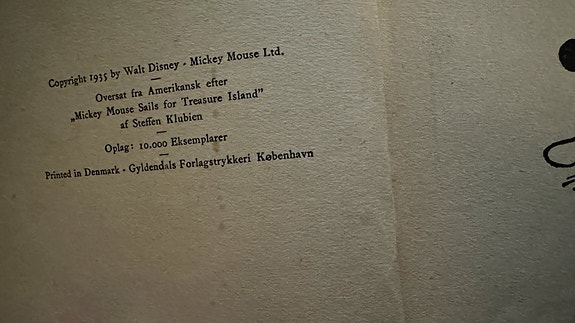 Copyright 1935 by Walt Disney - Mickey Mouse Ltd.
Oversat fra Amerikansk efter
„Mickey Mouse Sails for Treasure Island”
af Steffen Klubien
Oplag: 10.000 Eksemplarer
Printed in Denmark - Gyldendals Forlagstrykkeri København